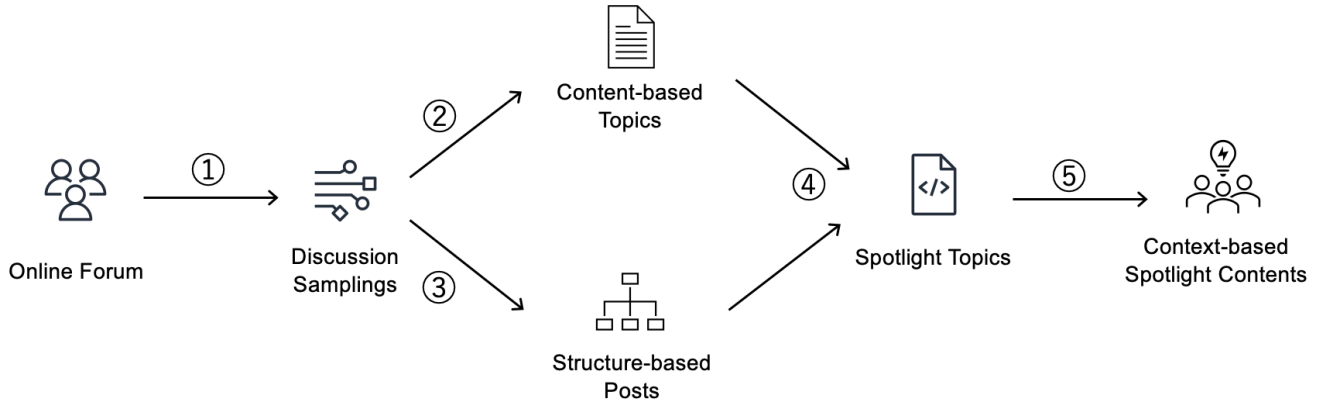 Online Forum
①
Discussion
Samplings
②
③
Content-based
Topics
Structure-based
Posts
④
</>
Spotlight Topics
⑤
Context-based
Spotlight Contents